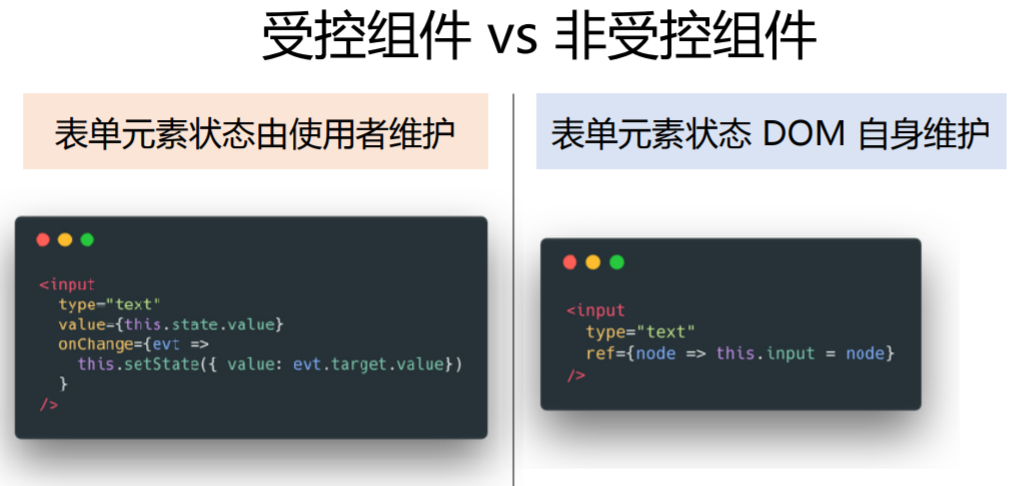 受控组件 vs 非受控组件
表单元素状态由使用者维护
<input
type="text"
value={this.state.value}
onChange={evt =>
this.setState({ value: evt.target.value})
}
/>
表单元素状态 DOM 自身维护
<input
type="text"
ref={node => this.input = node}
/>